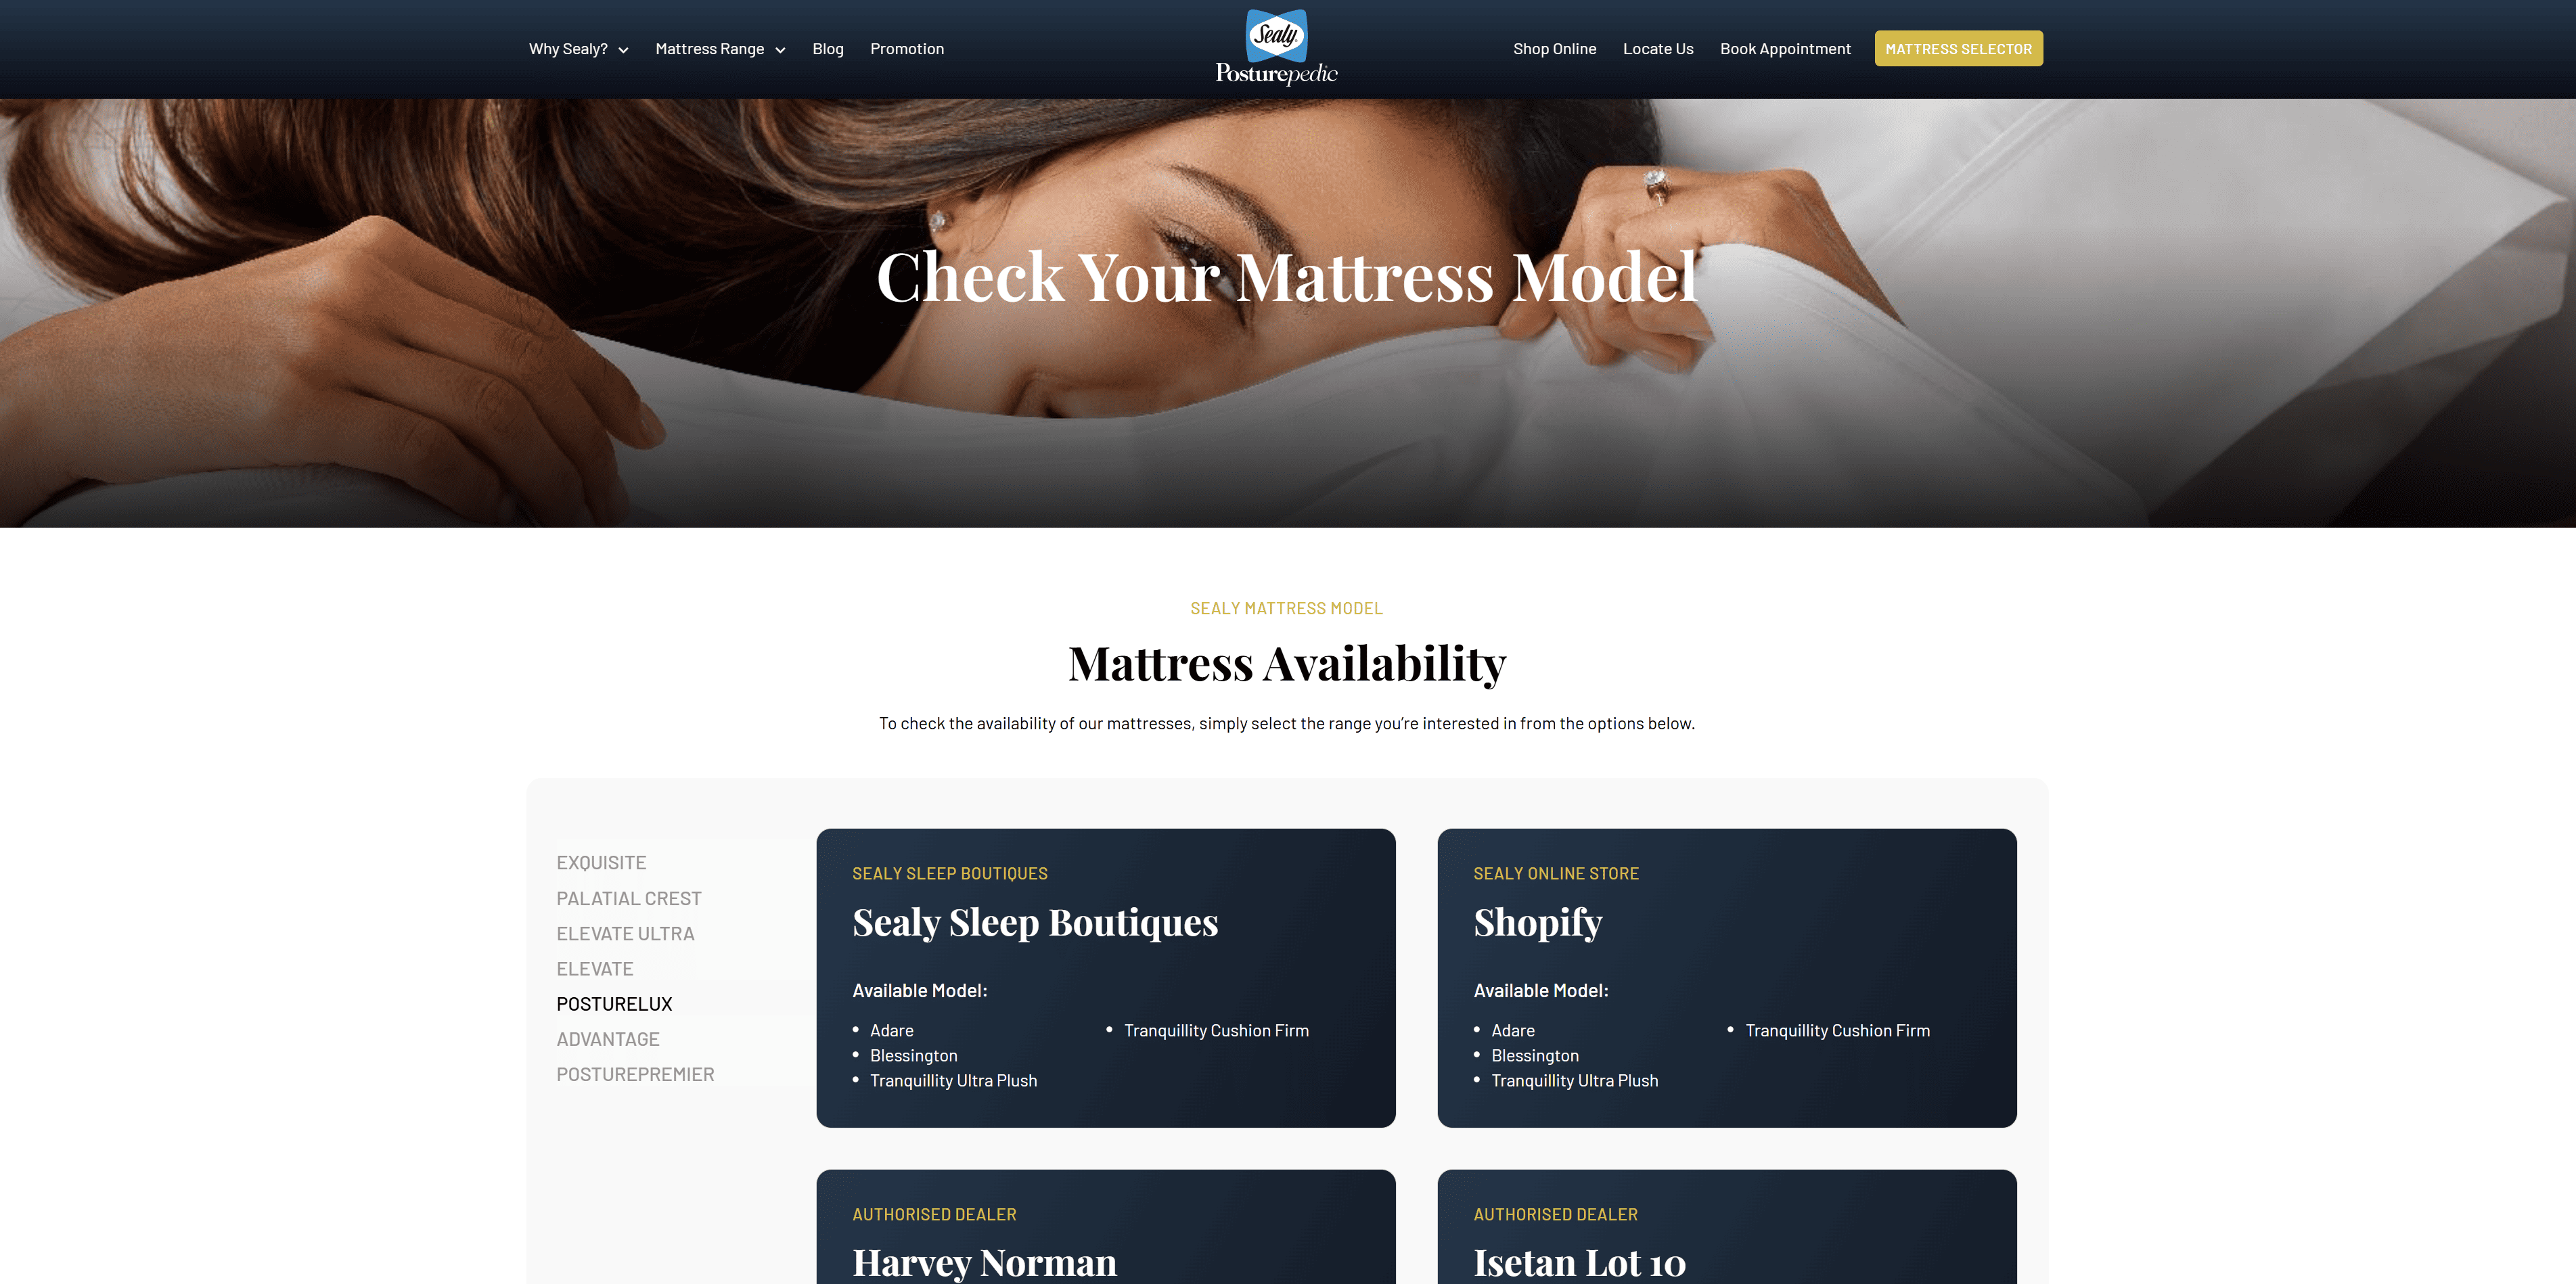 Why Sealy?
Mattress Range
Blog
Promotion
Sealy
Posturepedic
Shop Online
Locate Us
Book Appointment
MATTRESS SELECTOR
Check Your Mattress Model
SEALY MATTRESS MODEL
Mattress Availability
To check the availability of our mattresses, simply select the range you’re interested in from the options below.
EXQUISITE
PALATIAL CREST
ELEVATE ULTRA
ELEVATE
POSTURELUX
ADVANTAGE
POSTUREPREMIER
SEALY SLEEP BOUTIQUES
Sealy Sleep Boutiques
Available Model:
Adare
Blessington
Tranquillity Ultra Plush
Tranquillity Cushion Firm
SEALY ONLINE STORE
Shopify
Available Model:
Adare
Blessington
Tranquillity Ultra Plush
Tranquillity Cushion Firm
AUTHORISED DEALER
Harvey Norman
AUTHORISED DEALER
Isetan Lot 10